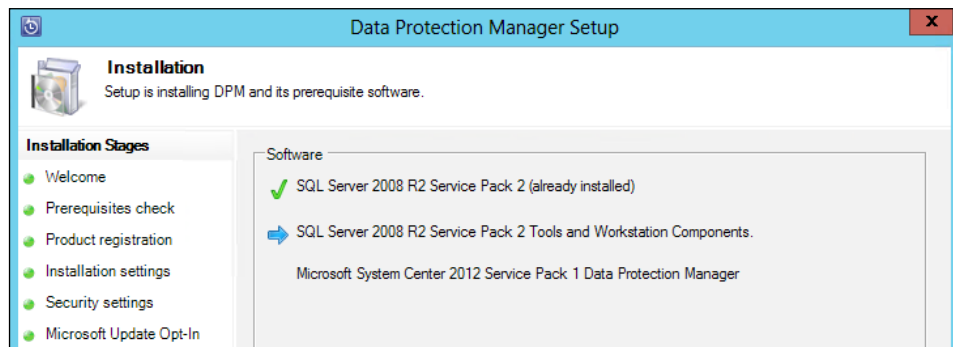 Data Protection Manager Setup
x
Installation
Setup is installing DPM and its prerequisite software.
Installation Stages
Welcome
Prerequisites check
Product registration
Installation settings
Security settings
Microsoft Update Opt-In
Software
SQL Server 2008 R2 Service Pack 2 (already installed)
SQL Server 2008 R2 Service Pack 2 Tools and Workstation Components.
Microsoft System Center 2012 Service Pack 1 Data Protection Manager